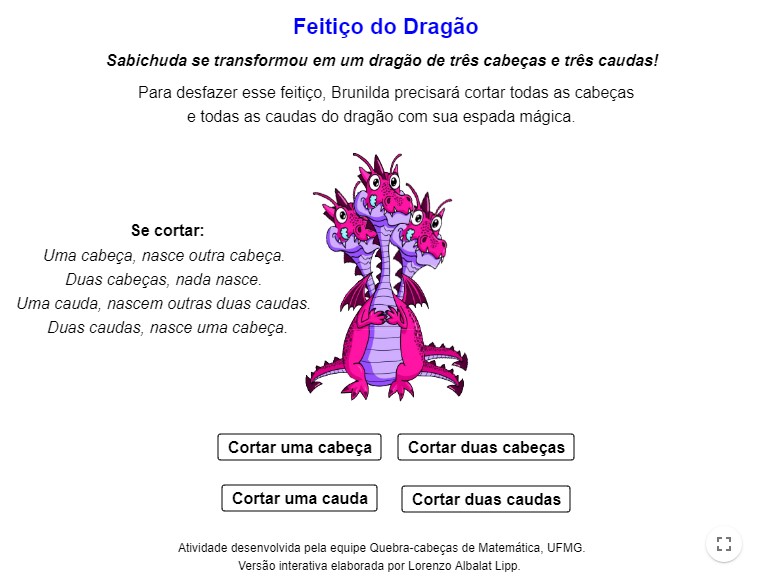 Feitiço do Dragão
Sabichuda se transformou em um dragão de três cabeças e três caudas!
Para desfazer esse feitiço, Brunilda precisará cortar todas as cabeças
e todas as caudas do dragão com sua espada mágica.
Se cortar:
Uma cabeça, nasce outra cabeça.
Duas cabeças, nada nasce.
Uma cauda, nascem outras duas caudas.
Duas caudas, nasce uma cabeça.
Cortar uma cabeça
Cortar duas cabeças
Cortar uma cauda
Cortar duas caudas
Atividade desenvolvida pela equipe Quebra-cabeças de Matemática, UFMG.
Versão interativa elaborada por Lorenzo Albalat Lipp.